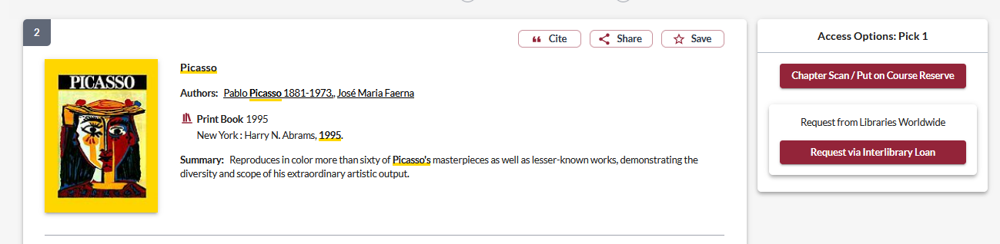 2
Cite
Share
Save
PICASSO
Picasso
Authors: Pablo Picasso 1881-1973., José Maria Faerna
Print Book 1995
New York : Harry N. Abrams, 1995.
Summary: Reproduces in color more than sixty of Picasso's masterpieces as well as lesser-known works, demonstrating the
diversity and scope of his extraordinary artistic output.
Access Options: Pick 1
Chapter Scan / Put on Course Reserve
Request from Libraries Worldwide
Request via Interlibrary Loan